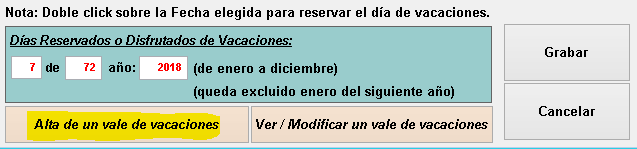 Nota: Doble click sobre la Fecha elegida para reservar el día de vacaciones.
Días Reservados o Disfrutados de Vacaciones:
7 de 72 año: 2018 (de enero a diciembre)
(queda excluido enero del siguiente año)
Grabar
Cancelar
Alta de un vale de vacaciones
Ver / Modificar un vale de vacaciones